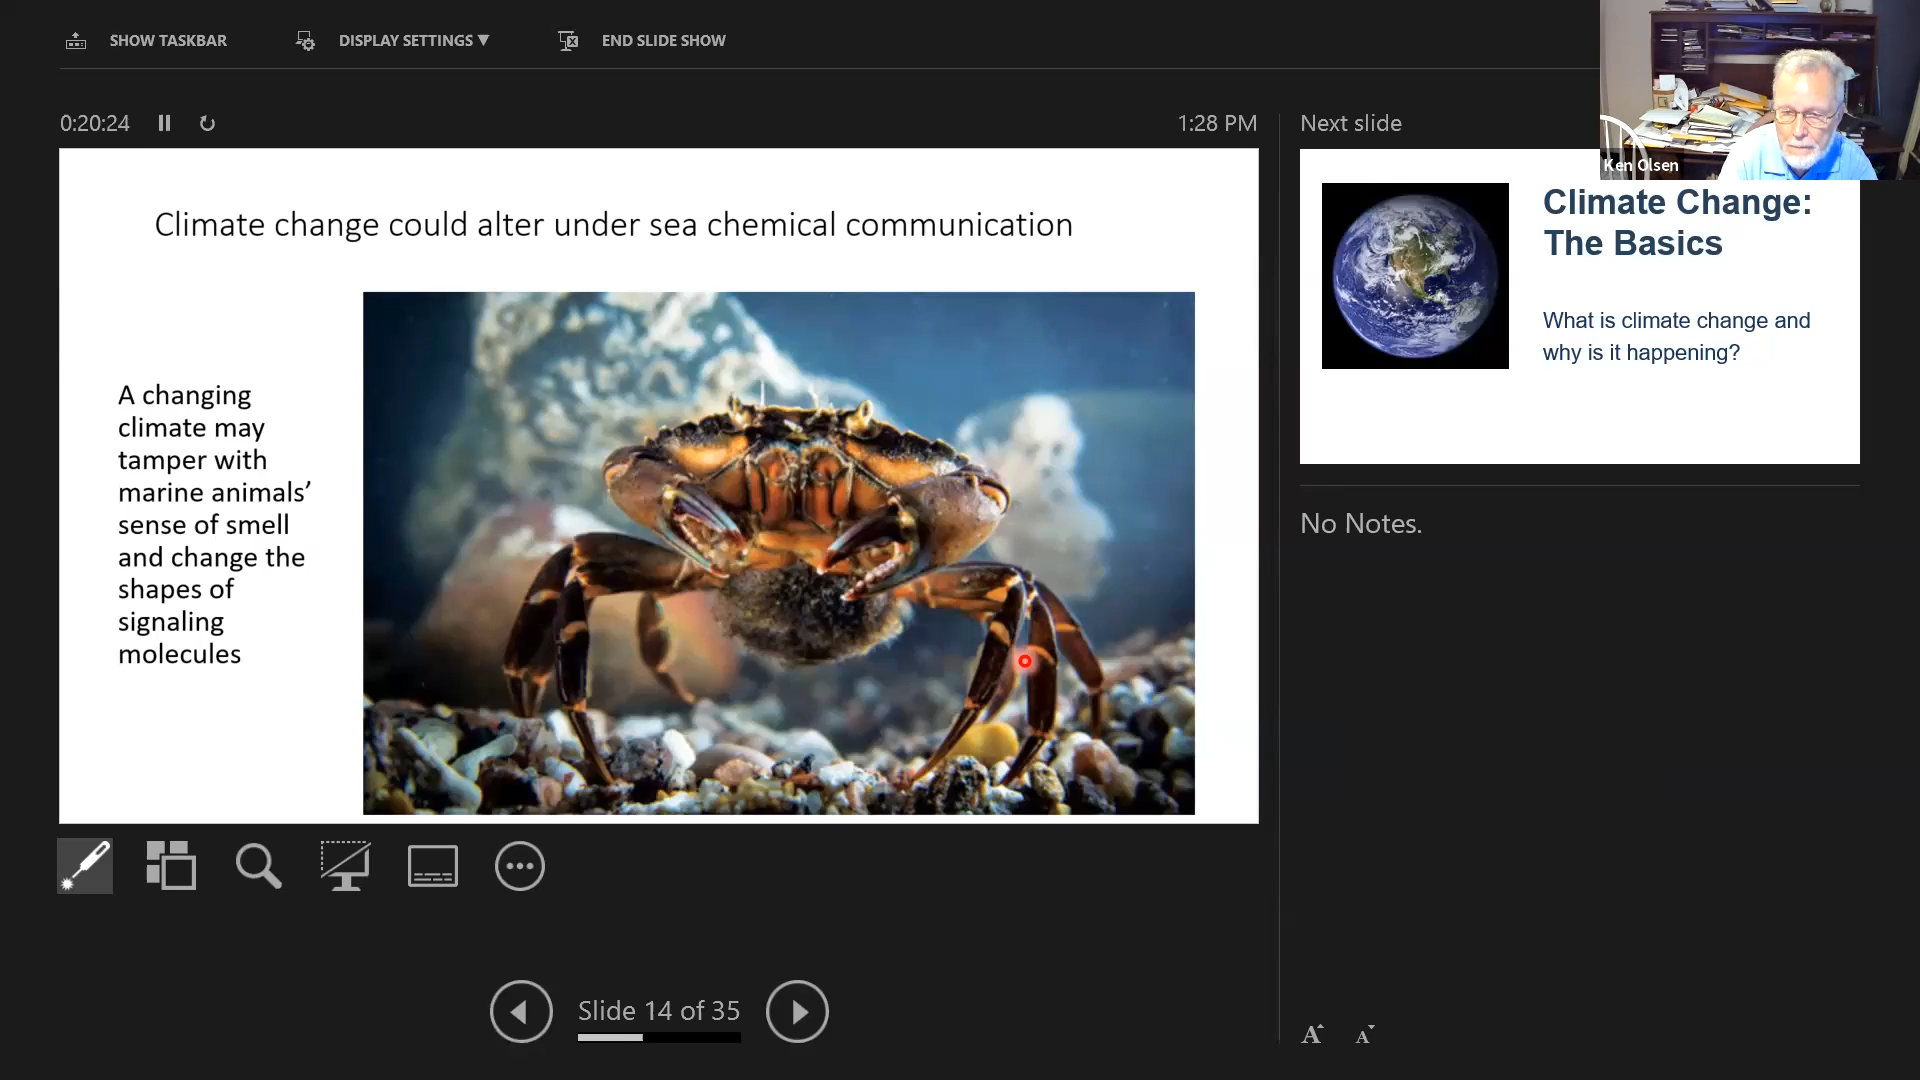 SHOW TASKBAR
DISPLAY SETTINGS ▼
END SLIDE SHOW
0:20:24
1:28 PM
Next slide
Ken Olsen
Climate change could alter under sea chemical communication
A changing
climate may
tamper with
marine animals’
sense of smell
and change the
shapes of
signaling
molecules
Climate Change:
The Basics
What is climate change and
why is it happening?
No Notes.
Slide 14 of 35
A A